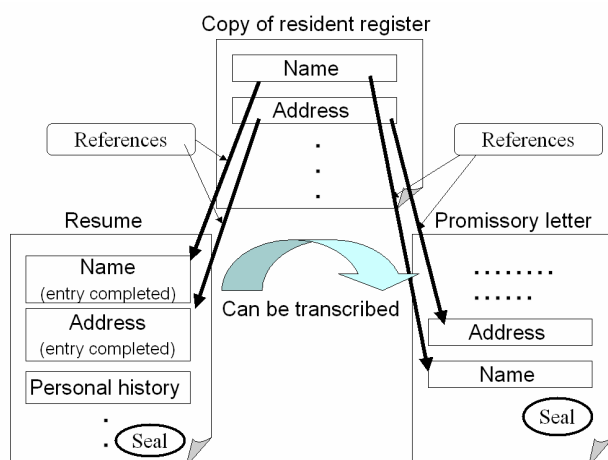 Copy of resident register
Name
Address
References
References
Resume
Name
(entry completed)
Address
(entry completed)
Personal history
Seal
Can be transcribed
Promissory letter
Address
Name
Seal